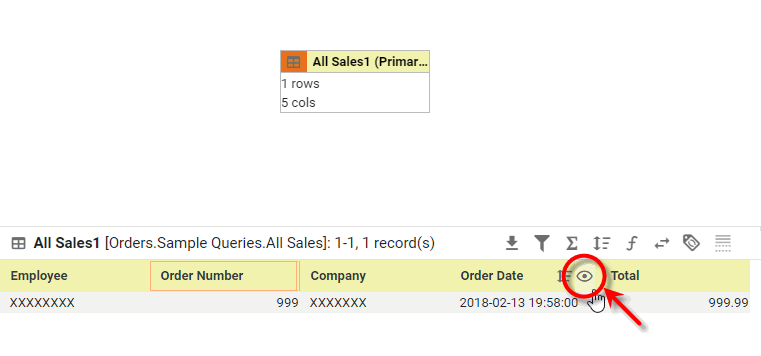 All Sales1 (Primar...
1 rows
5 cols
All Sales1 [Orders.Sample Queries.All Sales]: 1-1, 1 record(s)
Employee Order Number Company Order Date Total
XXXXXXXX 999 XXXXXXX 2018-02-13 19:58:00 999.99